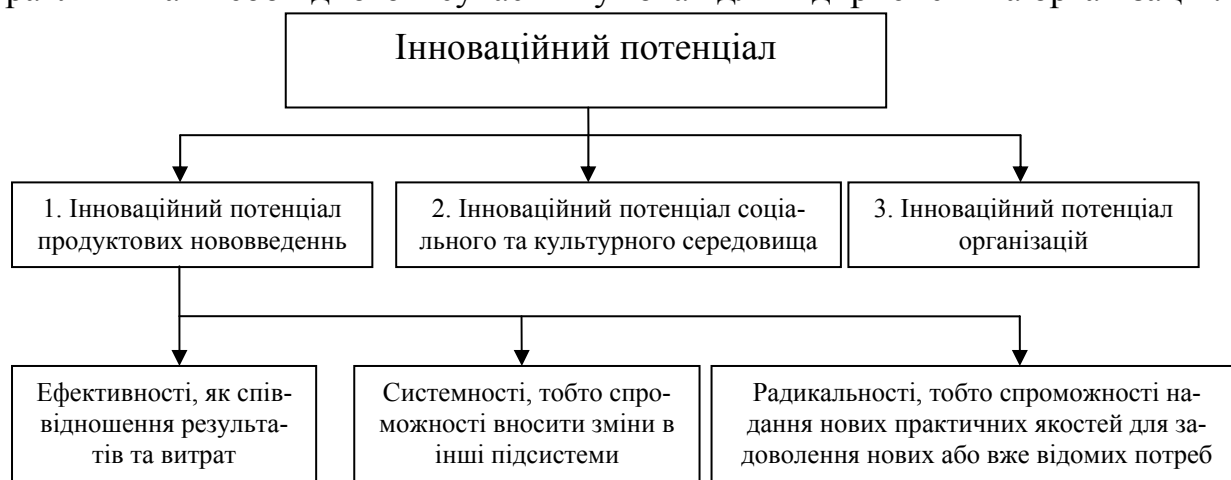 Інноваційний потенціал
1. Інноваційний потенціал
продуктових нововведеннь
2. Інноваційний потенціал соціа-
льного та культурного середовища
3. Інноваційний потенціал
організацій
Ефективності, як спів-
відношення результа-
тів та витрат
Системності, тобто спро-
можності вносити зміни в
інші підсистеми
Радикальності, тобто спроможності на-
дання нових практичних якостей для за-
доволення нових або вже відомих потреб